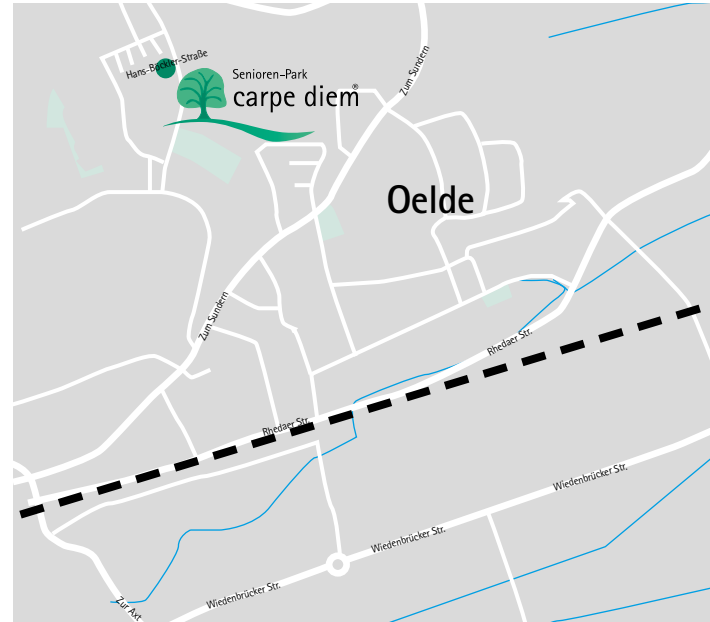 Hans-Böckler-Straße
Senioren-Park
carpe diem®
Zum Sundern
Oelde
Zum Sundern
Rhedaer Str.
Rhedaer Str.
Wiedenbrücker Str.
Wiedenbrücker Str.
Wiedenbrücker Str.
Zur Axt